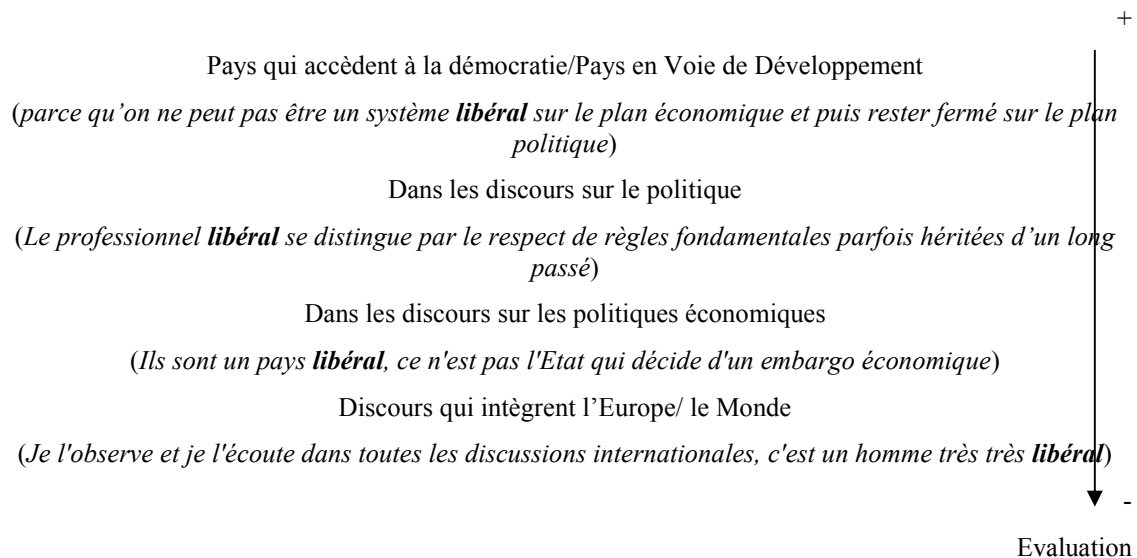 +
Pays qui accèdent à la démocratie/Pays en Voie de Développement
(parce qu’on ne peut pas être un système libéral sur le plan économique et puis rester fermé sur le plan
politique)
Dans les discours sur le politique
(Le professionnel libéral se distingue par le respect de règles fondamentales parfois héritées d’un long
passé)
Dans les discours sur les politiques économiques
(Ils sont un pays libéral, ce n'est pas l'Etat qui décide d'un embargo économique)
Discours qui intègrent l’Europe/ le Monde
(Je l'observe et je l'écoute dans toutes les discussions internationales, c'est un homme très très libéral)
-
Evaluation